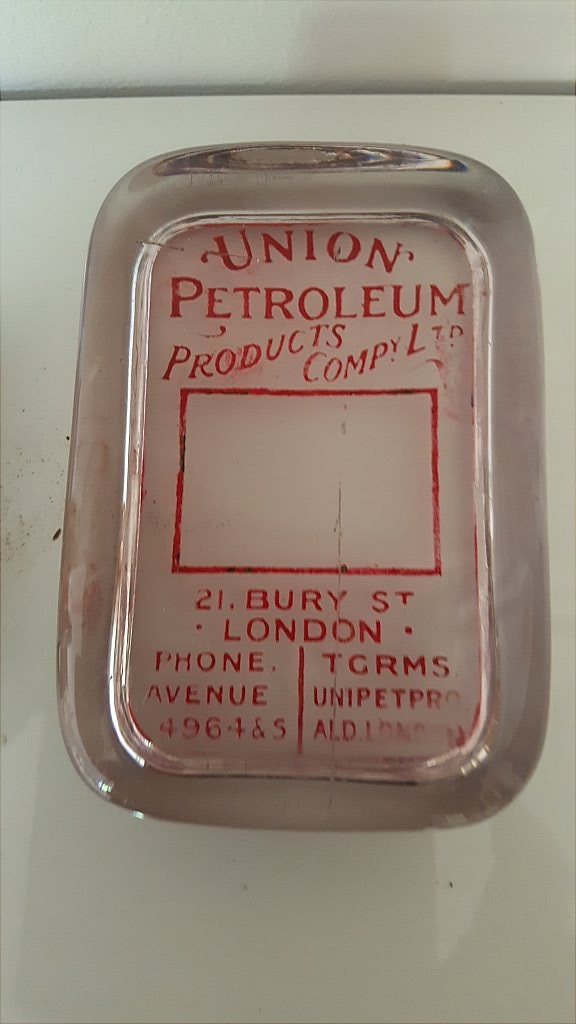 UNION
PETROLEUM
PRODUCTS COMPY LTD
21. BURY ST
· LONDON ·
PHONE. TGRMS.
AVENUE UNIPETPRO
4964&5 ALD. LONDON